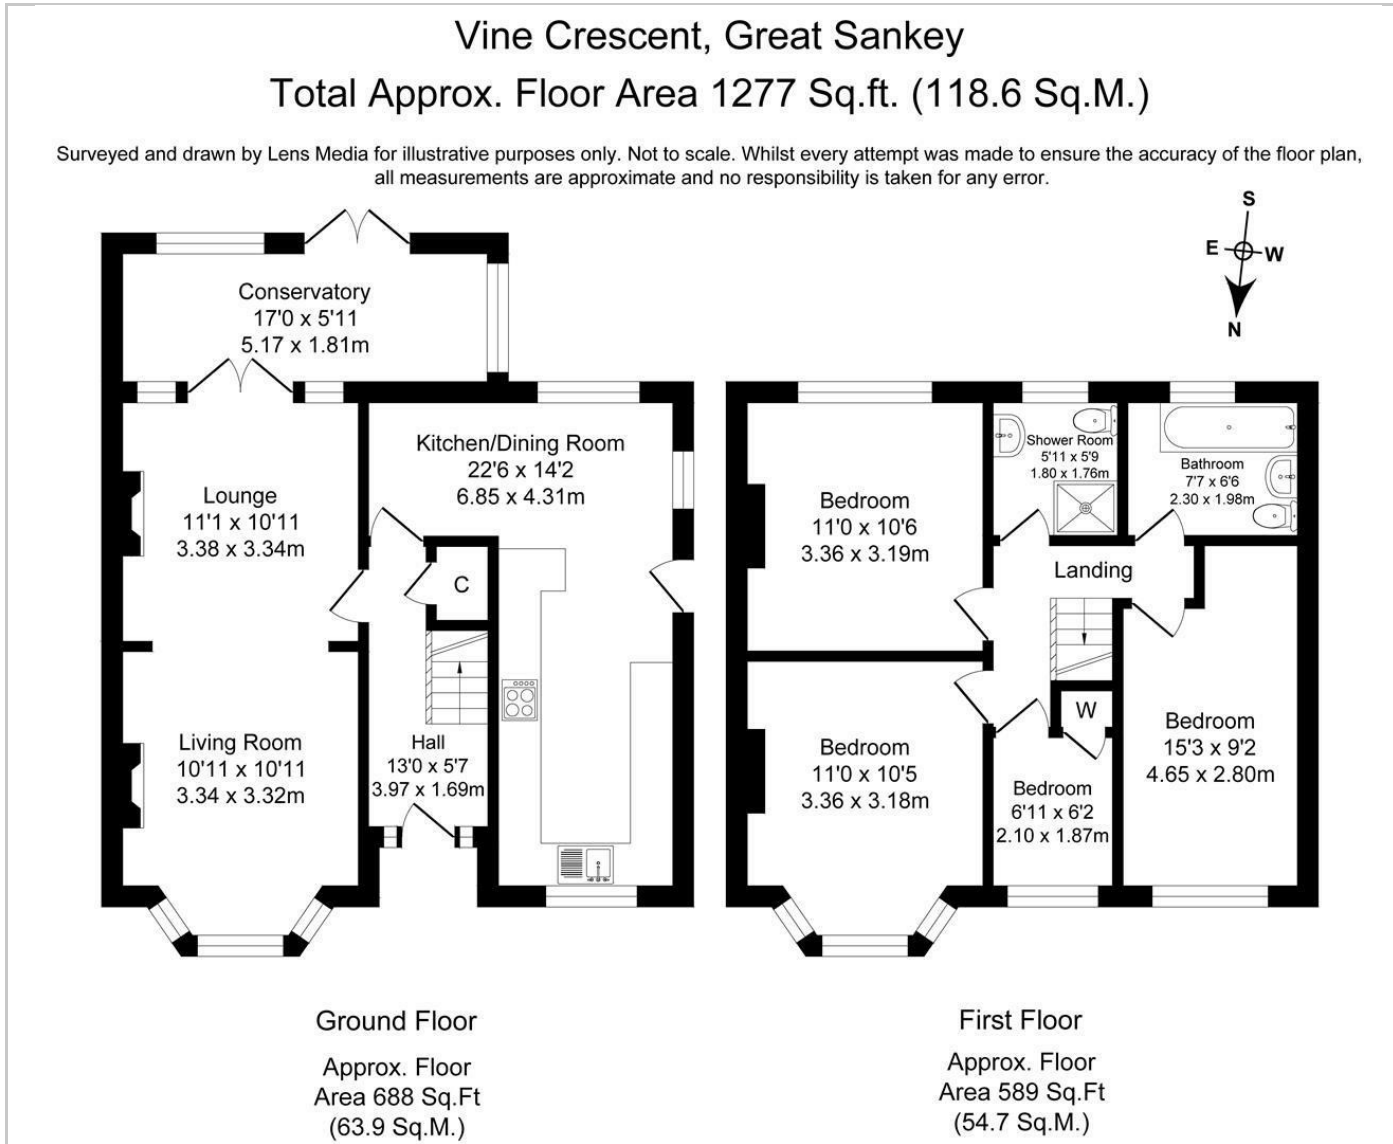 Vine Crescent, Great Sankey
Total Approx. Floor Area 1277 Sq.ft. (118.6 Sq.M.)
Surveyed and drawn by Lens Media for illustrative purposes only. Not to scale. Whilst every attempt was made to ensure the accuracy of the floor plan,
all measurements are approximate and no responsibility is taken for any error.
S
E
W
N
Conservatory
17'0 x 5'11
5.17 x 1.81m
Kitchen/Dining Room
22'6 x 14'2
6.85 x 4.31m
Lounge
11'1 x 10'11
3.38 x 3.34m
C
Living Room
10'11 x 10'11
3.34 x 3.32m
Hall
13'0 x 5'7
3.97 x 1.69m
Bedroom
11'0 x 10'6
3.36 x 3.19m
Shower Room
5'11 x 5'9
1.80 x 1.76m
Bathroom
7'7 x 6'6
2.30 x 1.98m
Landing
W
Bedroom
11'0 x 10'5
3.36 x 3.18m
Bedroom
6'11 x 6'2
2.10 x 1.87m
Bedroom
15'3 x 9'2
4.65 x 2.80m
Ground Floor
Approx. Floor
Area 688 Sq.Ft
(63.9 Sq.M.)
First Floor
Approx. Floor
Area 589 Sq.Ft
(54.7 Sq.M.)